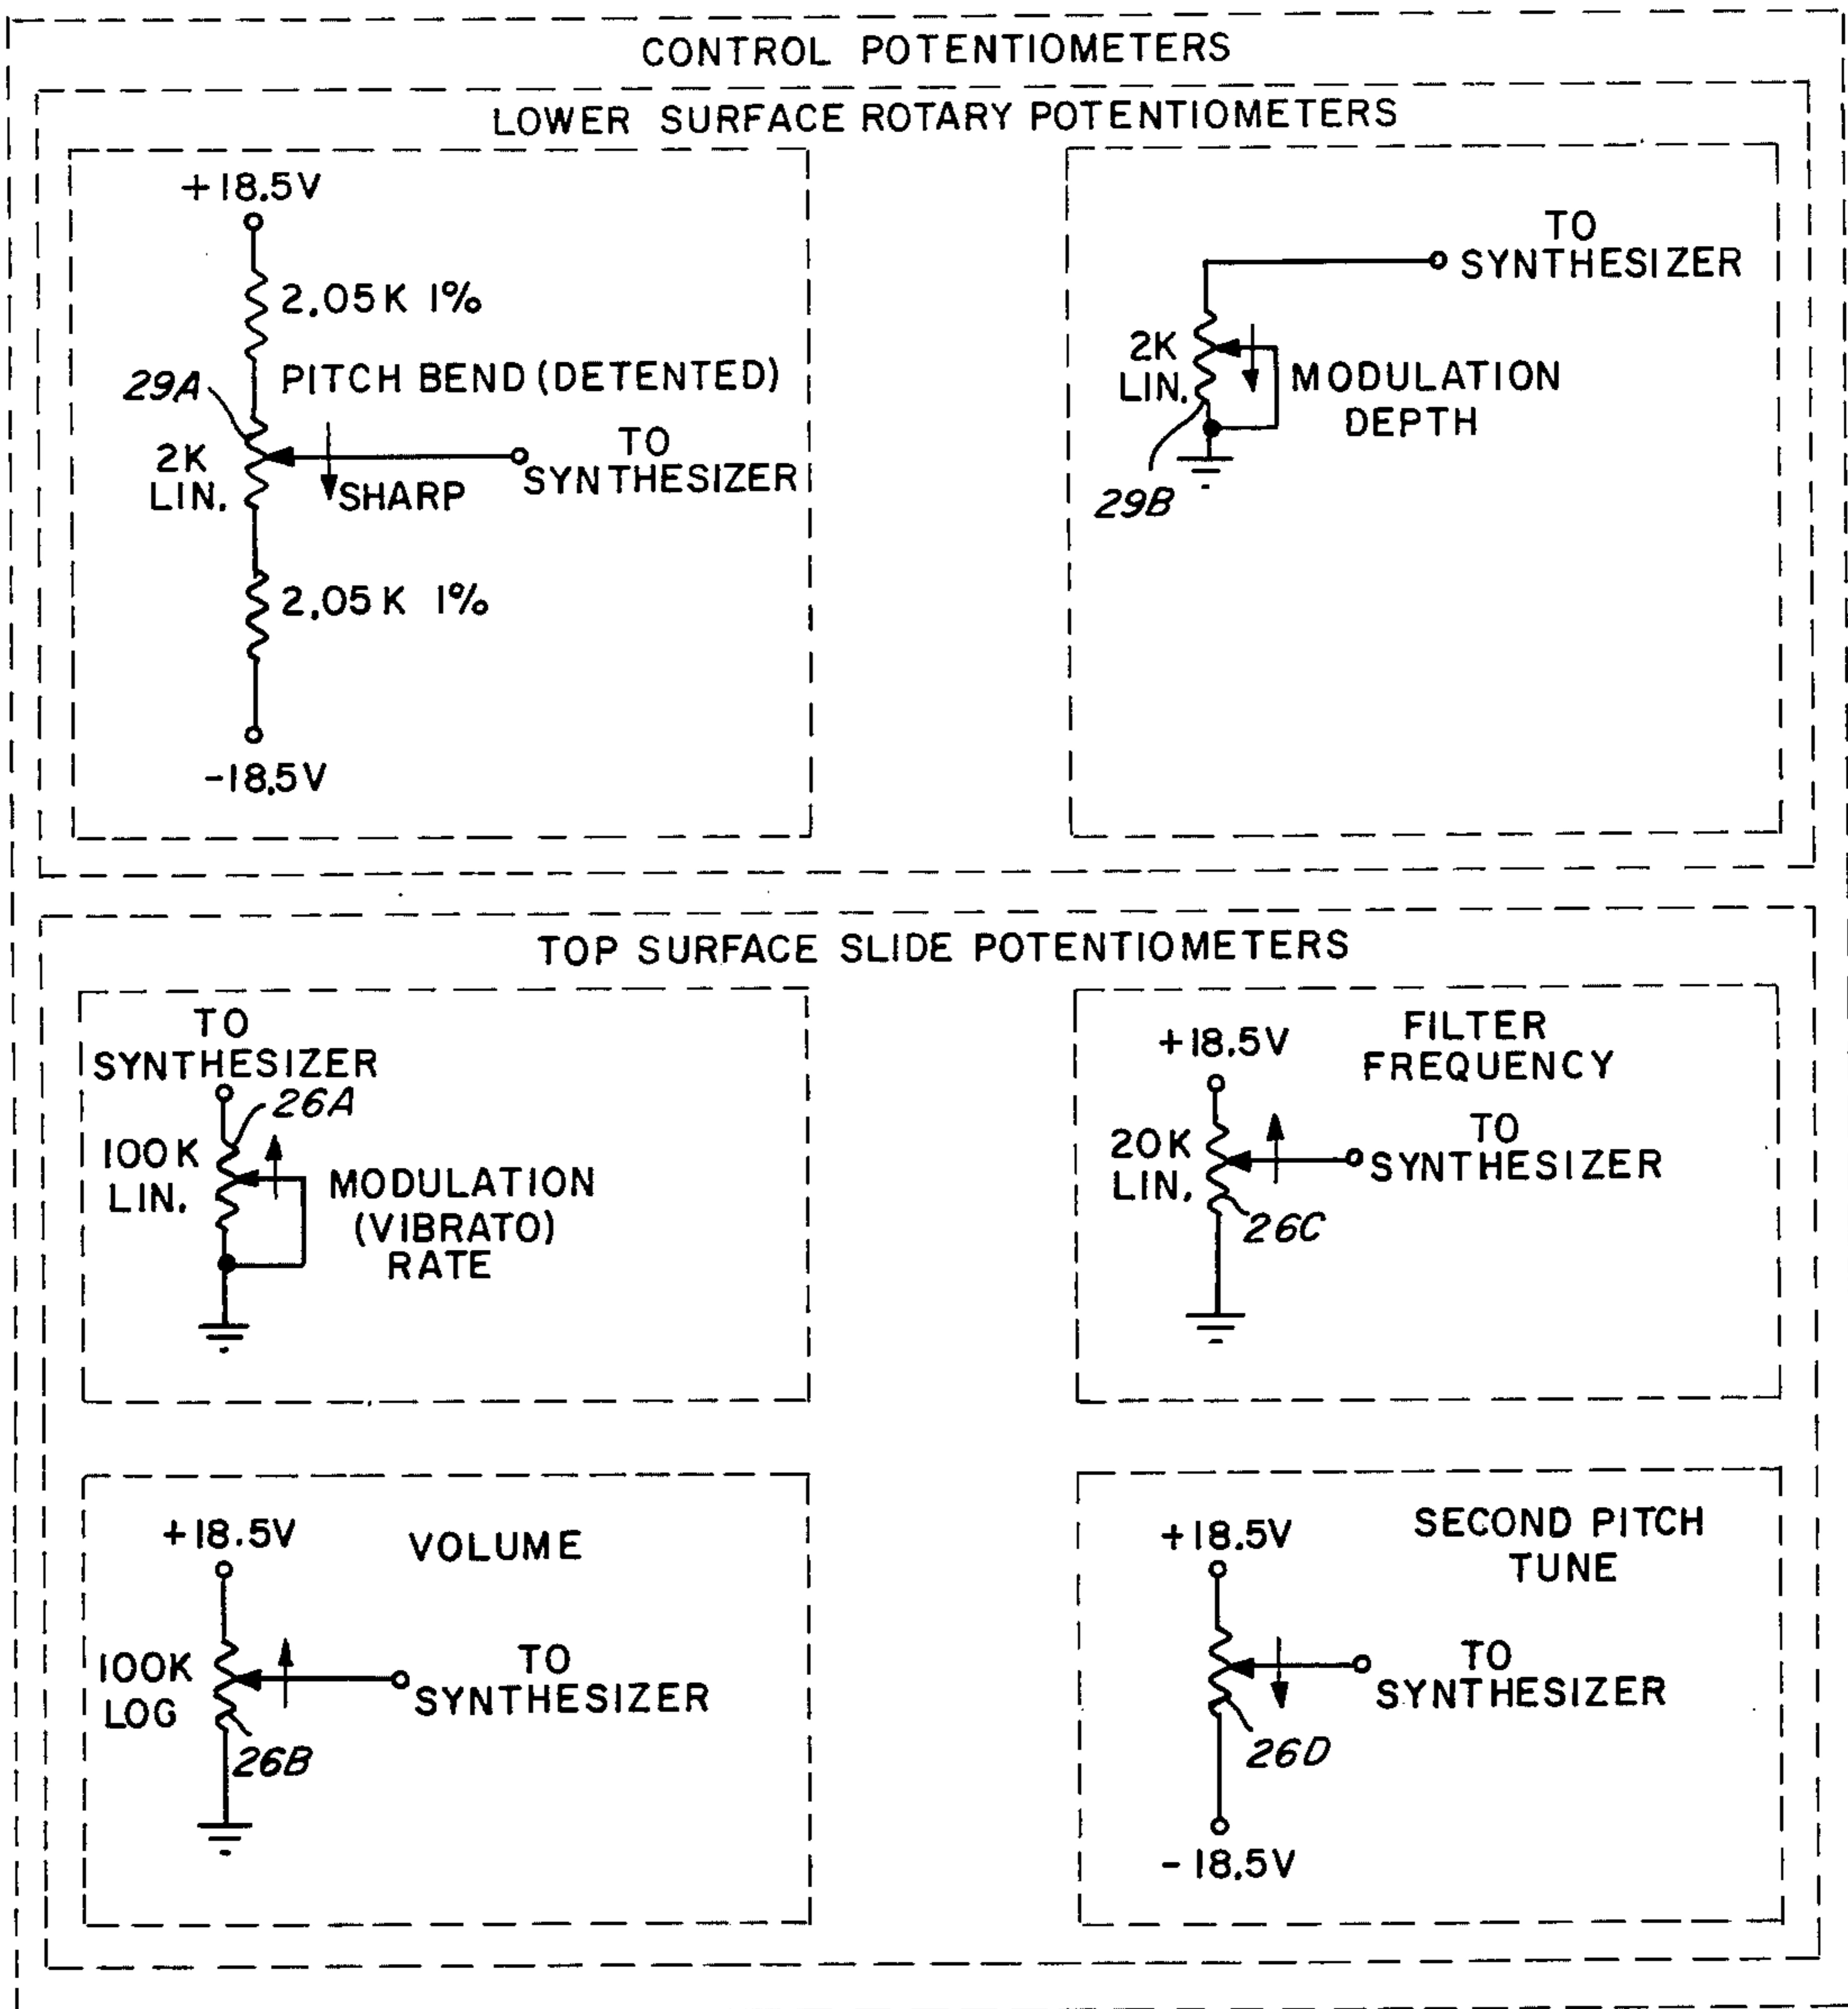 CONTROL POTENTIOMETERS
LOWER SURFACE ROTARY POTENTIOMETERS
+18.5V
2.05K 1%
29A
PITCH BEND (DETENTED)
2K
LIN.
TO
SYNTHESIZER
SHARP
2.05K 1%
-18.5V
TO
SYNTHESIZER
2K
LIN.
MODULATION
DEPTH
29B
TOP SURFACE SLIDE POTENTIOMETERS
TO
SYNTHESIZER
26A
100K
LIN.
MODULATION
(VIBRATO)
RATE
+18.5V
FILTER
FREQUENCY
20K
LIN.
TO
SYNTHESIZER
26C
+18.5V
VOLUME
100K
LOG
TO
SYNTHESIZER
26B
+18.5V
SECOND PITCH
TUNE
TO
SYNTHESIZER
26D
-18.5V